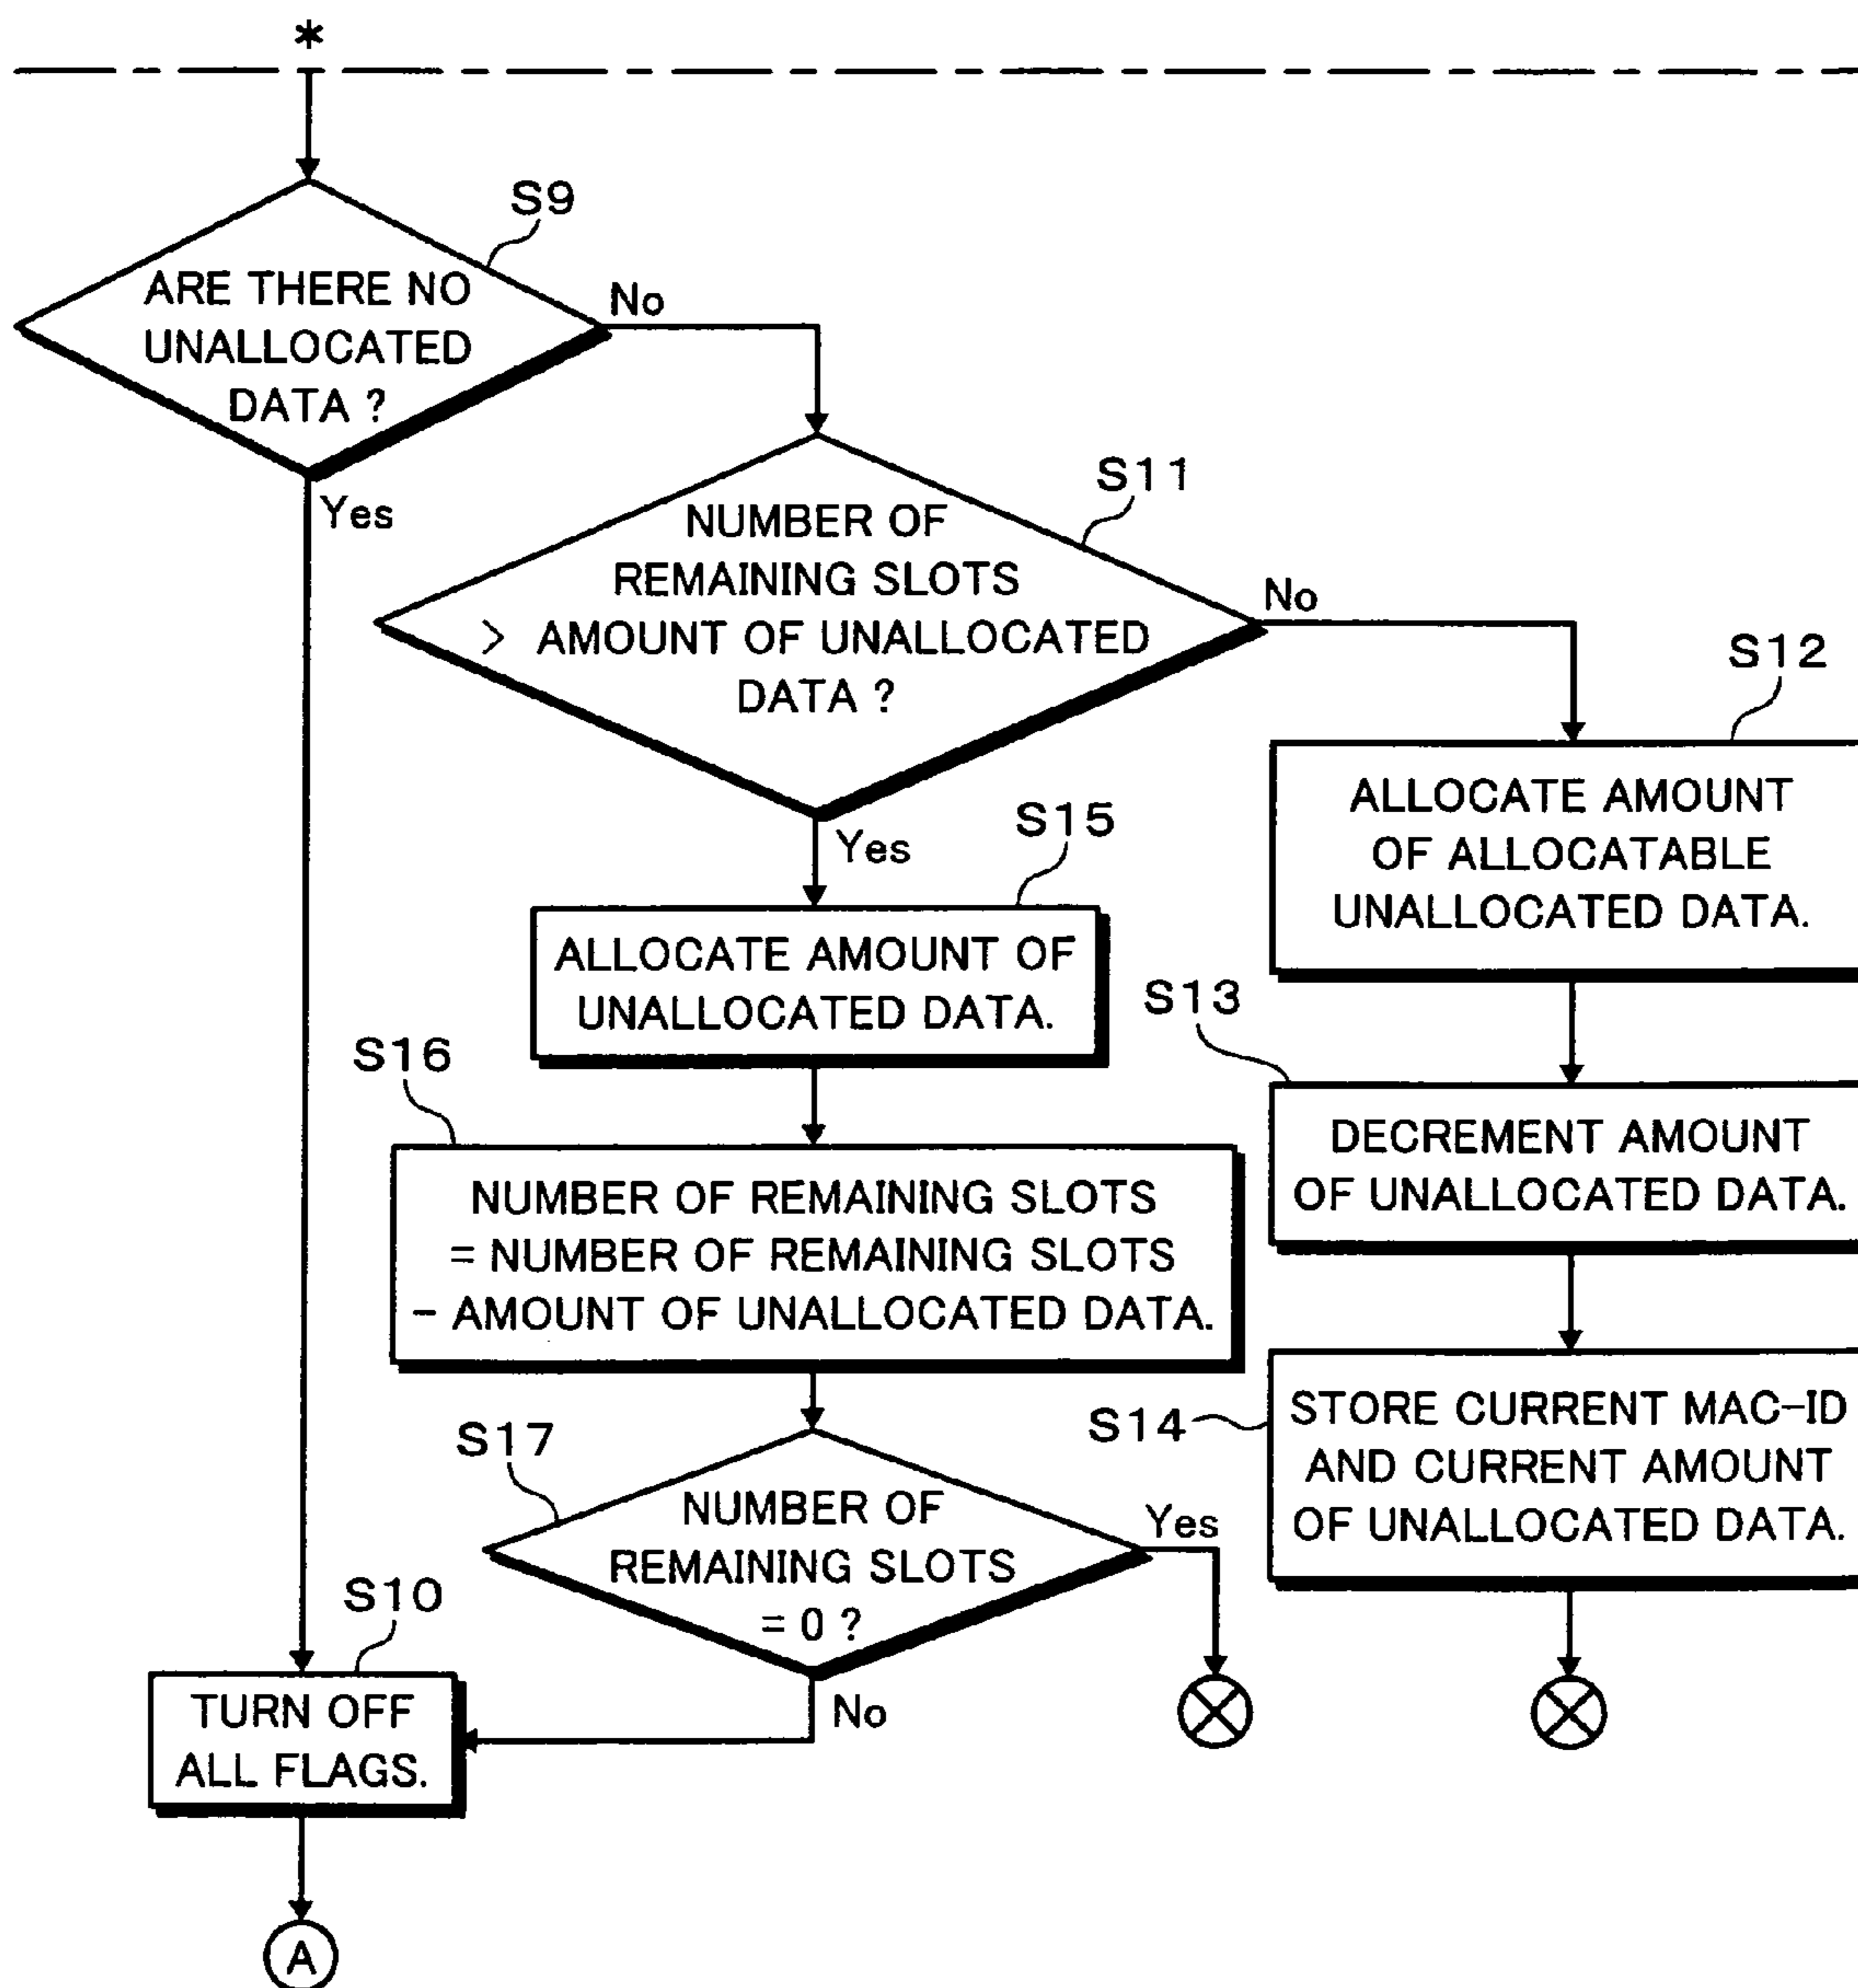 *
S9
ARE THERE NO
UNALLOCATED
DATA ?
No
Yes
S11
NUMBER OF
REMAINING SLOTS
> AMOUNT OF UNALLOCATED
DATA ?
No
Yes
S12
ALLOCATE AMOUNT
OF ALLOCATABLE
UNALLOCATED DATA.
S15
ALLOCATE AMOUNT OF
UNALLOCATED DATA.
S13
DECREMENT AMOUNT
OF UNALLOCATED DATA.
S16
NUMBER OF REMAINING SLOTS
= NUMBER OF REMAINING SLOTS
- AMOUNT OF UNALLOCATED DATA.
S14
STORE CURRENT MAC-ID
AND CURRENT AMOUNT
OF UNALLOCATED DATA.
S17
NUMBER OF
REMAINING SLOTS
= 0 ?
Yes
No
S10
TURN OFF
ALL FLAGS.
A